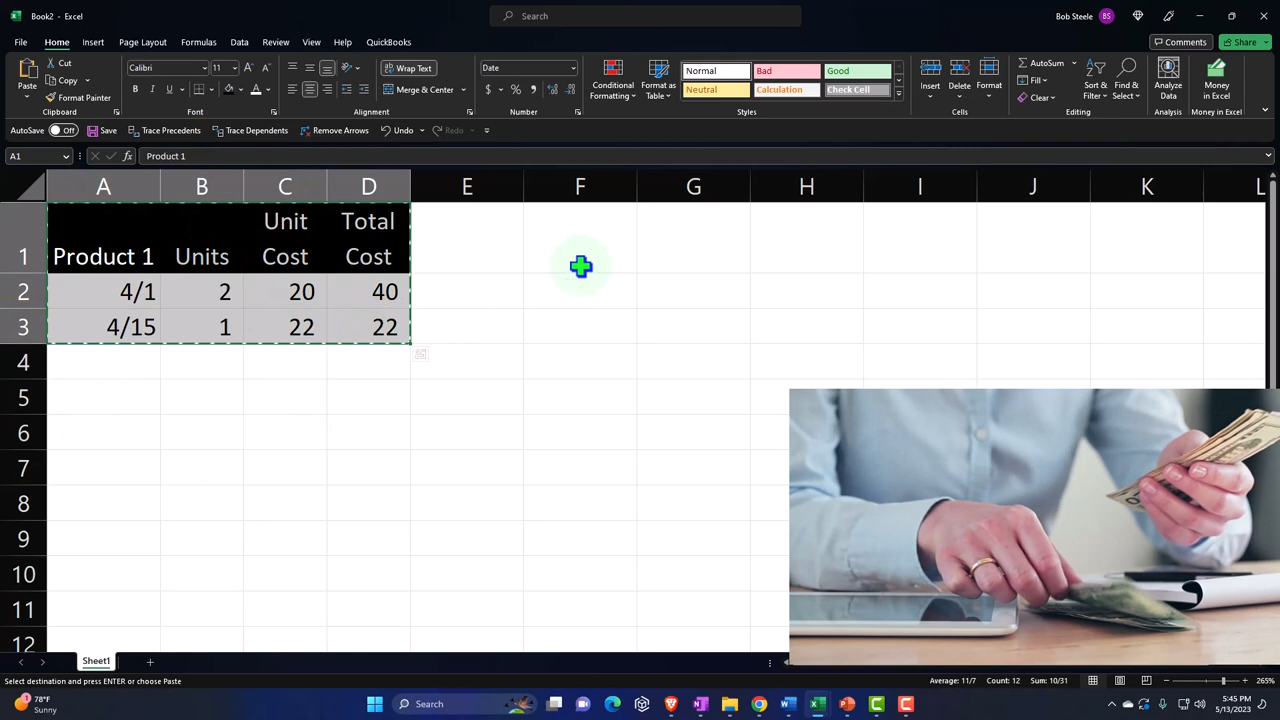 Book2 - Excel
Search
Bob Steele BS
File Home Insert Page Layout Formulas Data Review View Help QuickBooks Comments Share
Paste Cut Calibri 11 Wrap Text Date Conditional Formatting Format as Table Normal Bad Good Insert Delete Format AutoSum Sort & Filter Find & Select Analyze Data Money in Excel
Copy Merge & Center Neutral Calculation Check Cell Fill
Format Painter Clear
Clipboard Font Alignment Number Styles Cells Editing Analysis Money in Excel
AutoSave Off Save Trace Precedents Trace Dependents Remove Arrows Undo Redo
A1 fx Product 1
A B C D E F G H I J K L
Unit Total
1 Product 1 Units Cost Cost
2 4/1 2 20 40
3 4/15 1 22 22
4
5
6
7
8
9
10
11
12
Sheet1
Select destination and press ENTER or choose Paste Average: 11/7 Count: 12 Sum: 10/31 265%
78°F
Sunny
Search
5:45 PM
5/13/2023